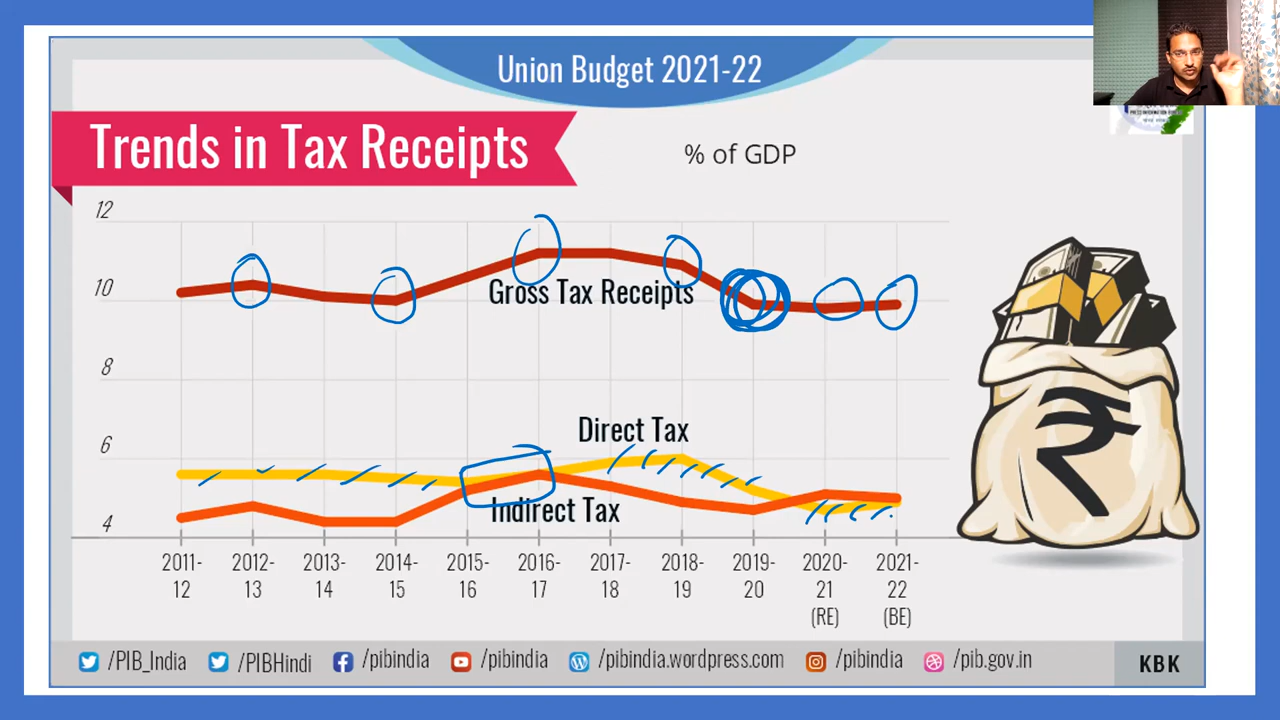 Union Budget 2021-22
Trends in Tax Receipts
% of GDP
12
10
8
6
4
Gross Tax Receipts
Direct Tax
Indirect Tax
2011-12
2012-13
2013-14
2014-15
2015-16
2016-17
2017-18
2018-19
2019-20
2020-21 (RE)
2021-22 (BE)
/PIB_India
/PIBHindi
/pibindia
/pibindia
/pibindia.wordpress.com
/pibindia
/pib.gov.in
KBK